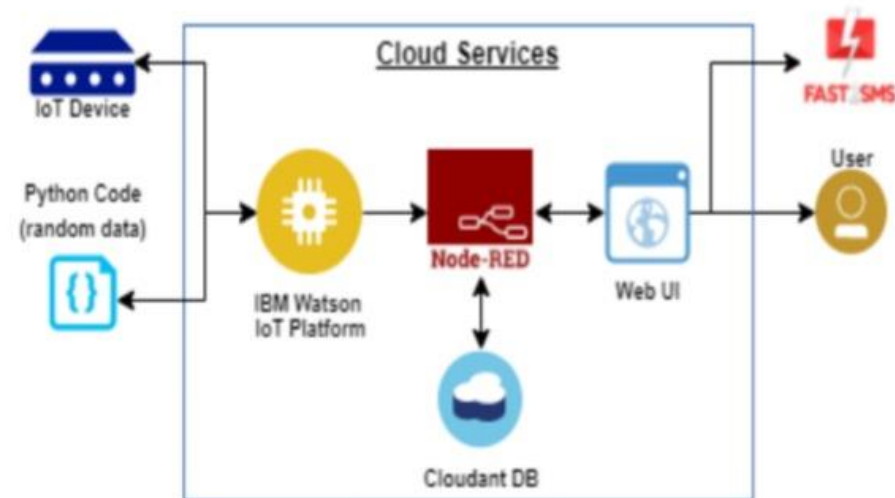 Cloud Services
IoT Device
FAST2SMS
User
Python Code
(random data)
{}
Node-RED
Web UI
IBM Watson
IoT Platform
Cloudant DB